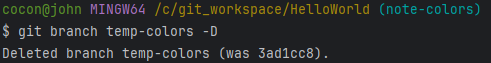 cocon@john MINGW64 /c/git_workspace/HelloWorld (note-colors)
$ git branch temp-colors -D
Deleted branch temp-colors (was 3ad1cc8).